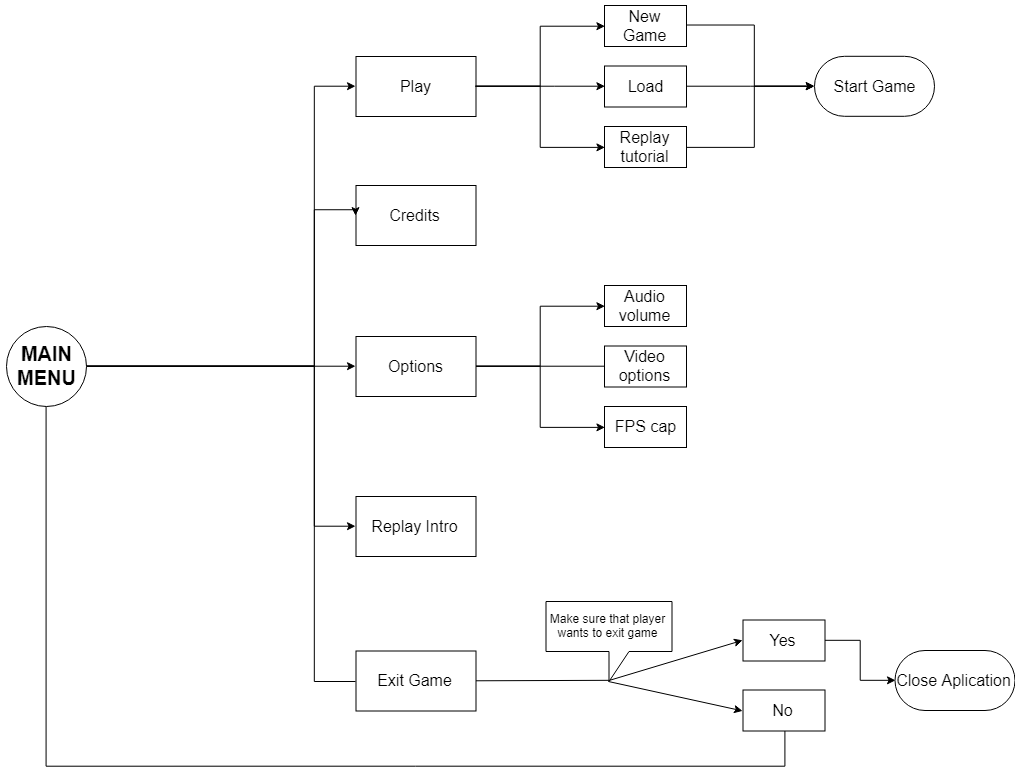 MAIN
MENU
Play
New
Game
Load
Replay
tutorial
Start Game
Credits
Options
Audio
volume
Video
options
FPS cap
Replay Intro
Exit Game
Make sure that player
wants to exit game
Yes
No
Close Aplication